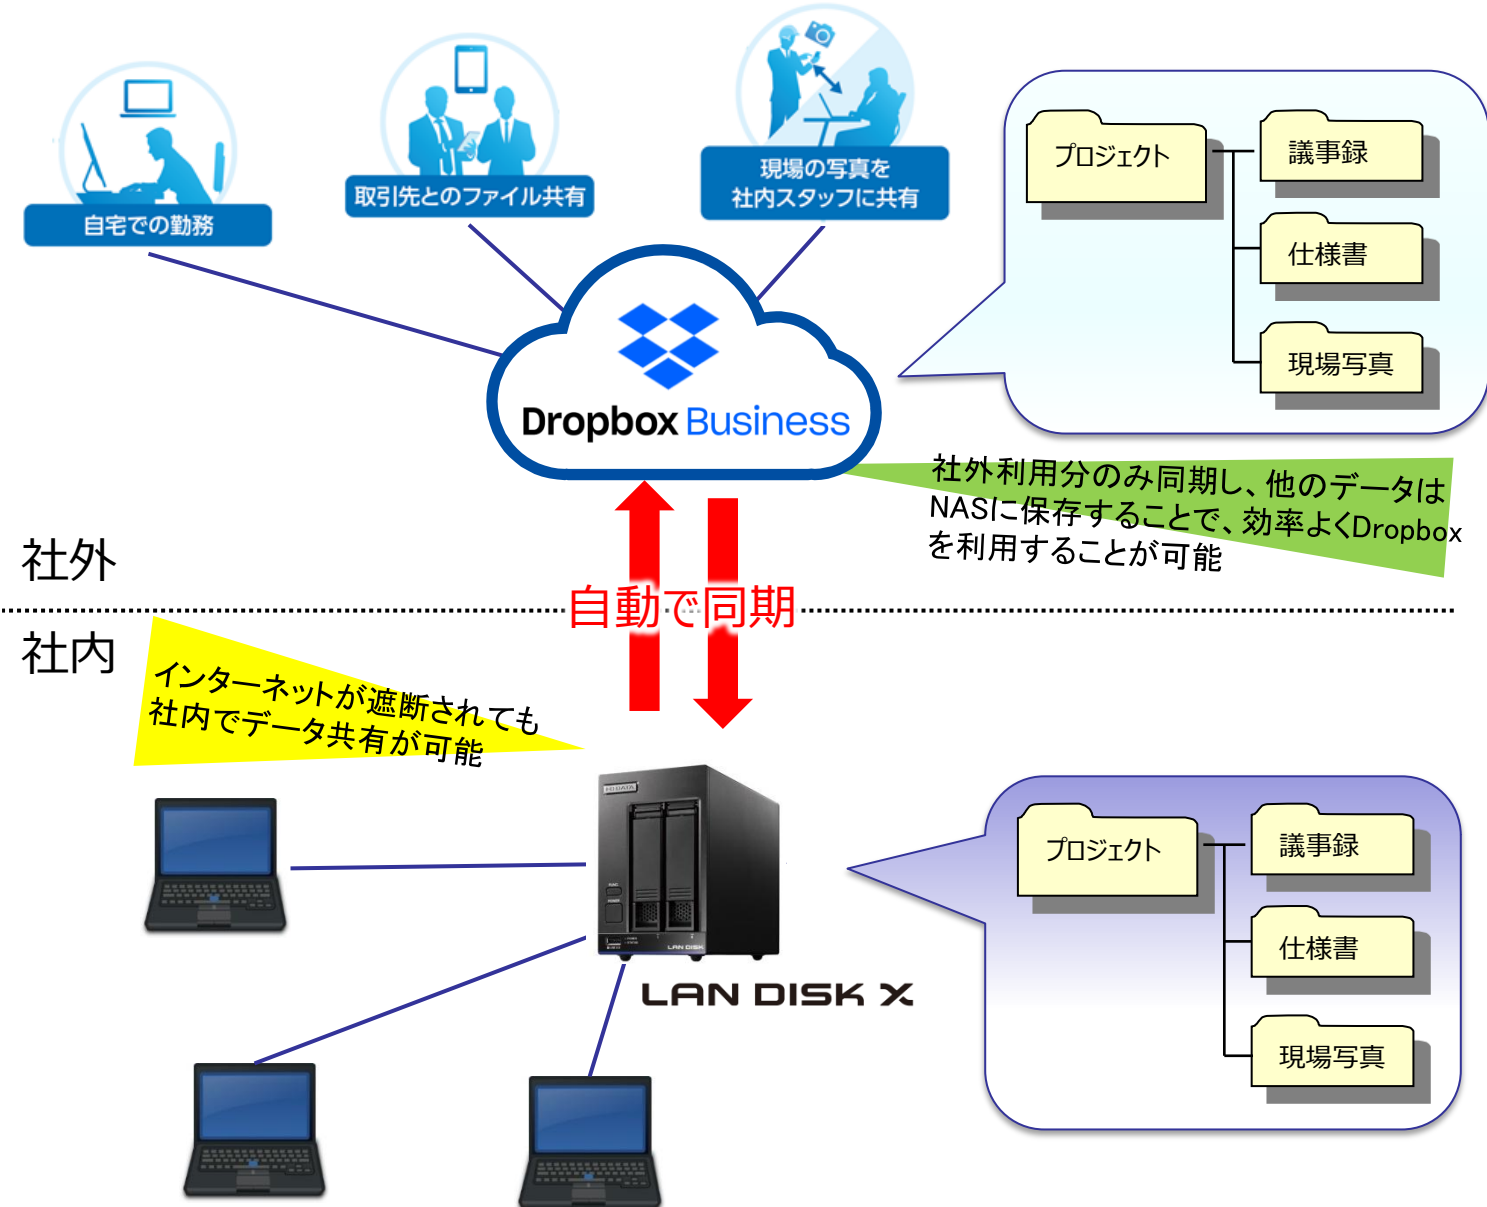 自宅での勤務
取引先とのファイル共有
現場の写真を
社内スタッフに共有
プロジェクト
議事録
仕様書
現場写真
Dropbox Business
社外利用分のみ同期し、他のデータは
NASに保存することで、効率よくDropbox
を利用することが可能
社外
自動で同期
社内
インターネットが遮断されても
社内でデータ共有が可能
I-O DATA
FUNC
POWER
LAN DISK
LAN DISK X
プロジェクト
議事録
仕様書
現場写真